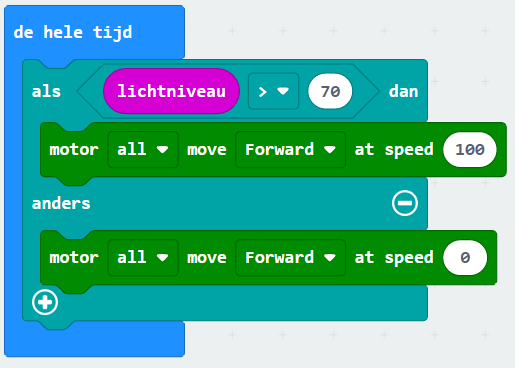 de hele tijd
als lichtniveau > 70 dan
motor all move Forward at speed 100
anders
motor all move Forward at speed 0